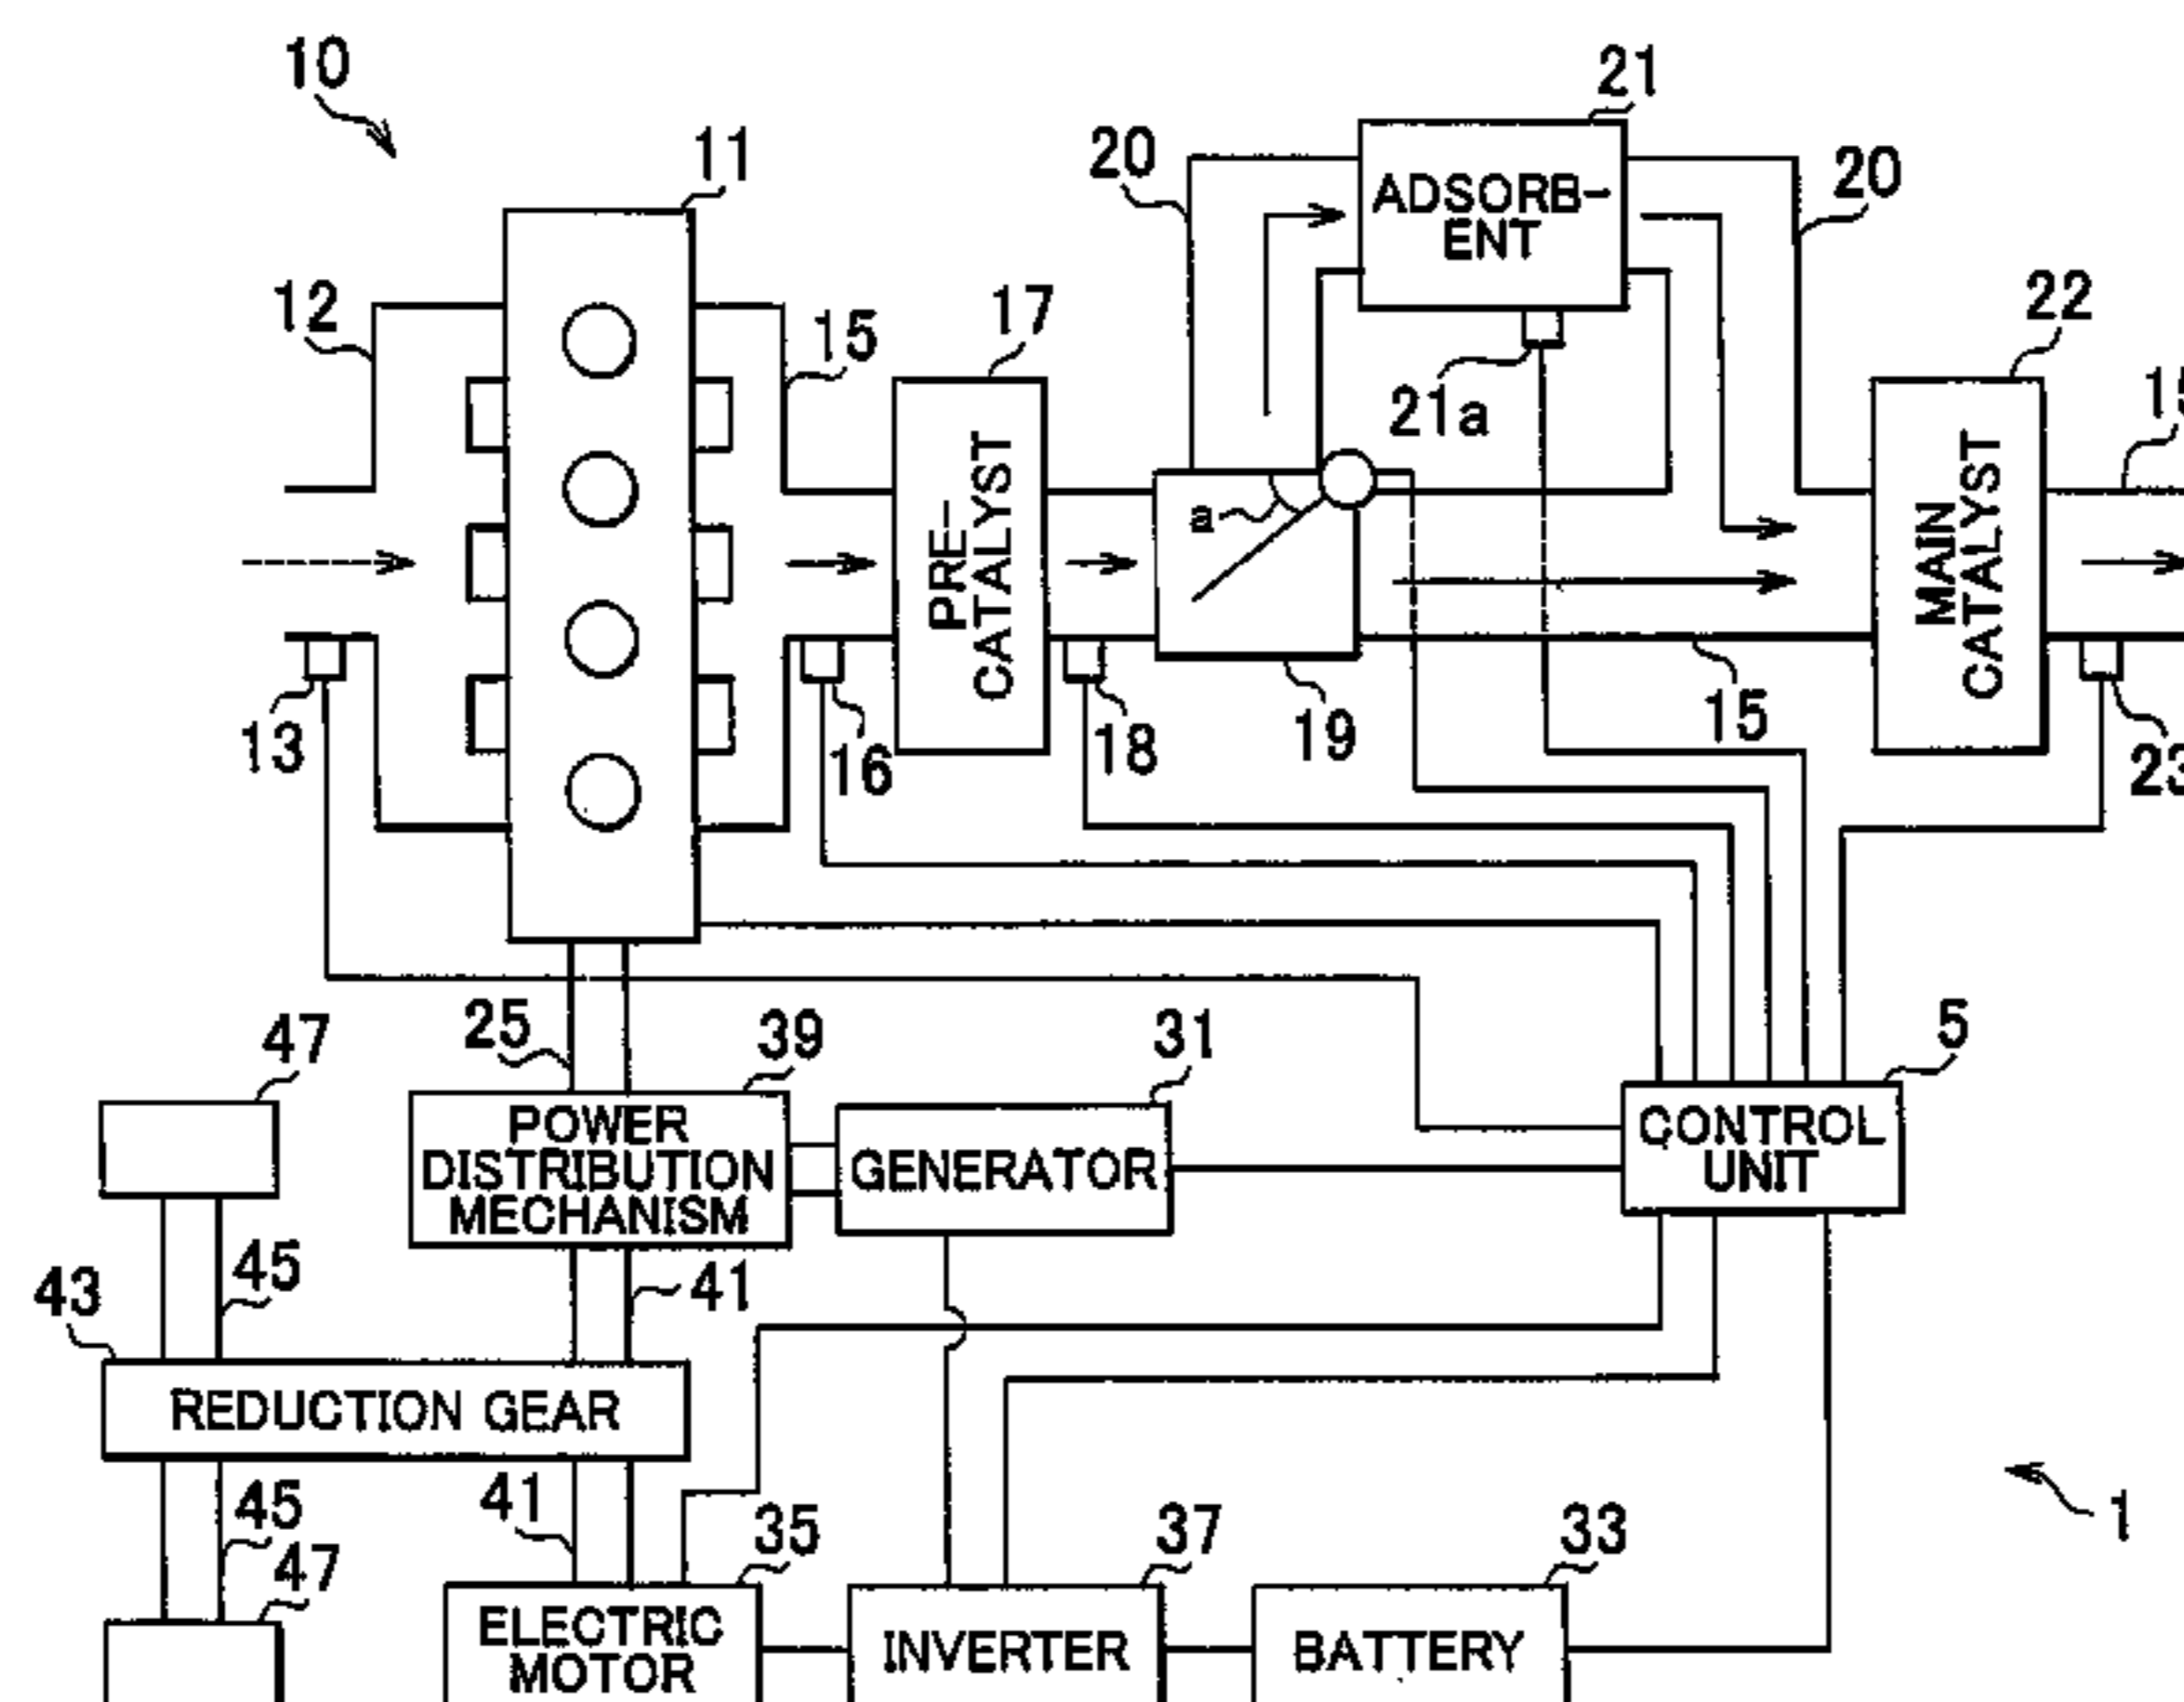 10
21
11
20
20
ADSORB-
ENT
12
15
17
22
15
21a
a
PRE-
CATALYST
MAIN
CATALYST
13
16
18
19
15
23
25
39
31
5
47
POWER
DISTRIBUTION
MECHANISM
GENERATOR
CONTROL
UNIT
45
43
41
REDUCTION GEAR
45
41
47
35
37
33
1
ELECTRIC
MOTOR
INVERTER
BATTERY